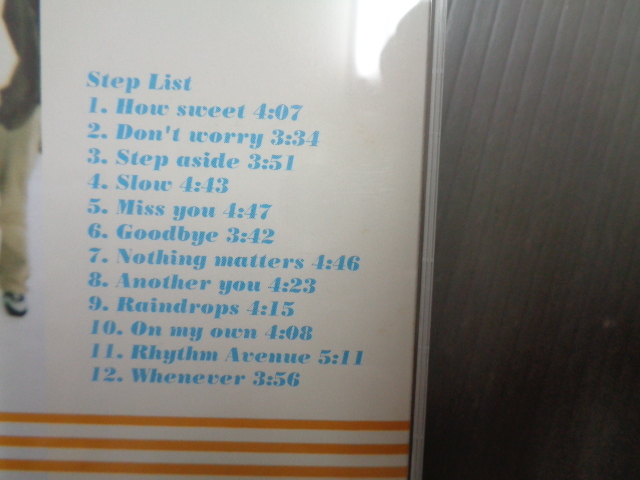 Step List
1. How sweet 4:07
2. Don't worry 3:34
3. Step aside 3:51
4. Slow 4:43
5. Miss you 4:47
6. Goodbye 3:42
7. Nothing matters 4:46
8. Another you 4:23
9. Raindrops 4:15
10. On my own 4:08
11. Rhythm Avenue 5:11
12. Whenever 3:56